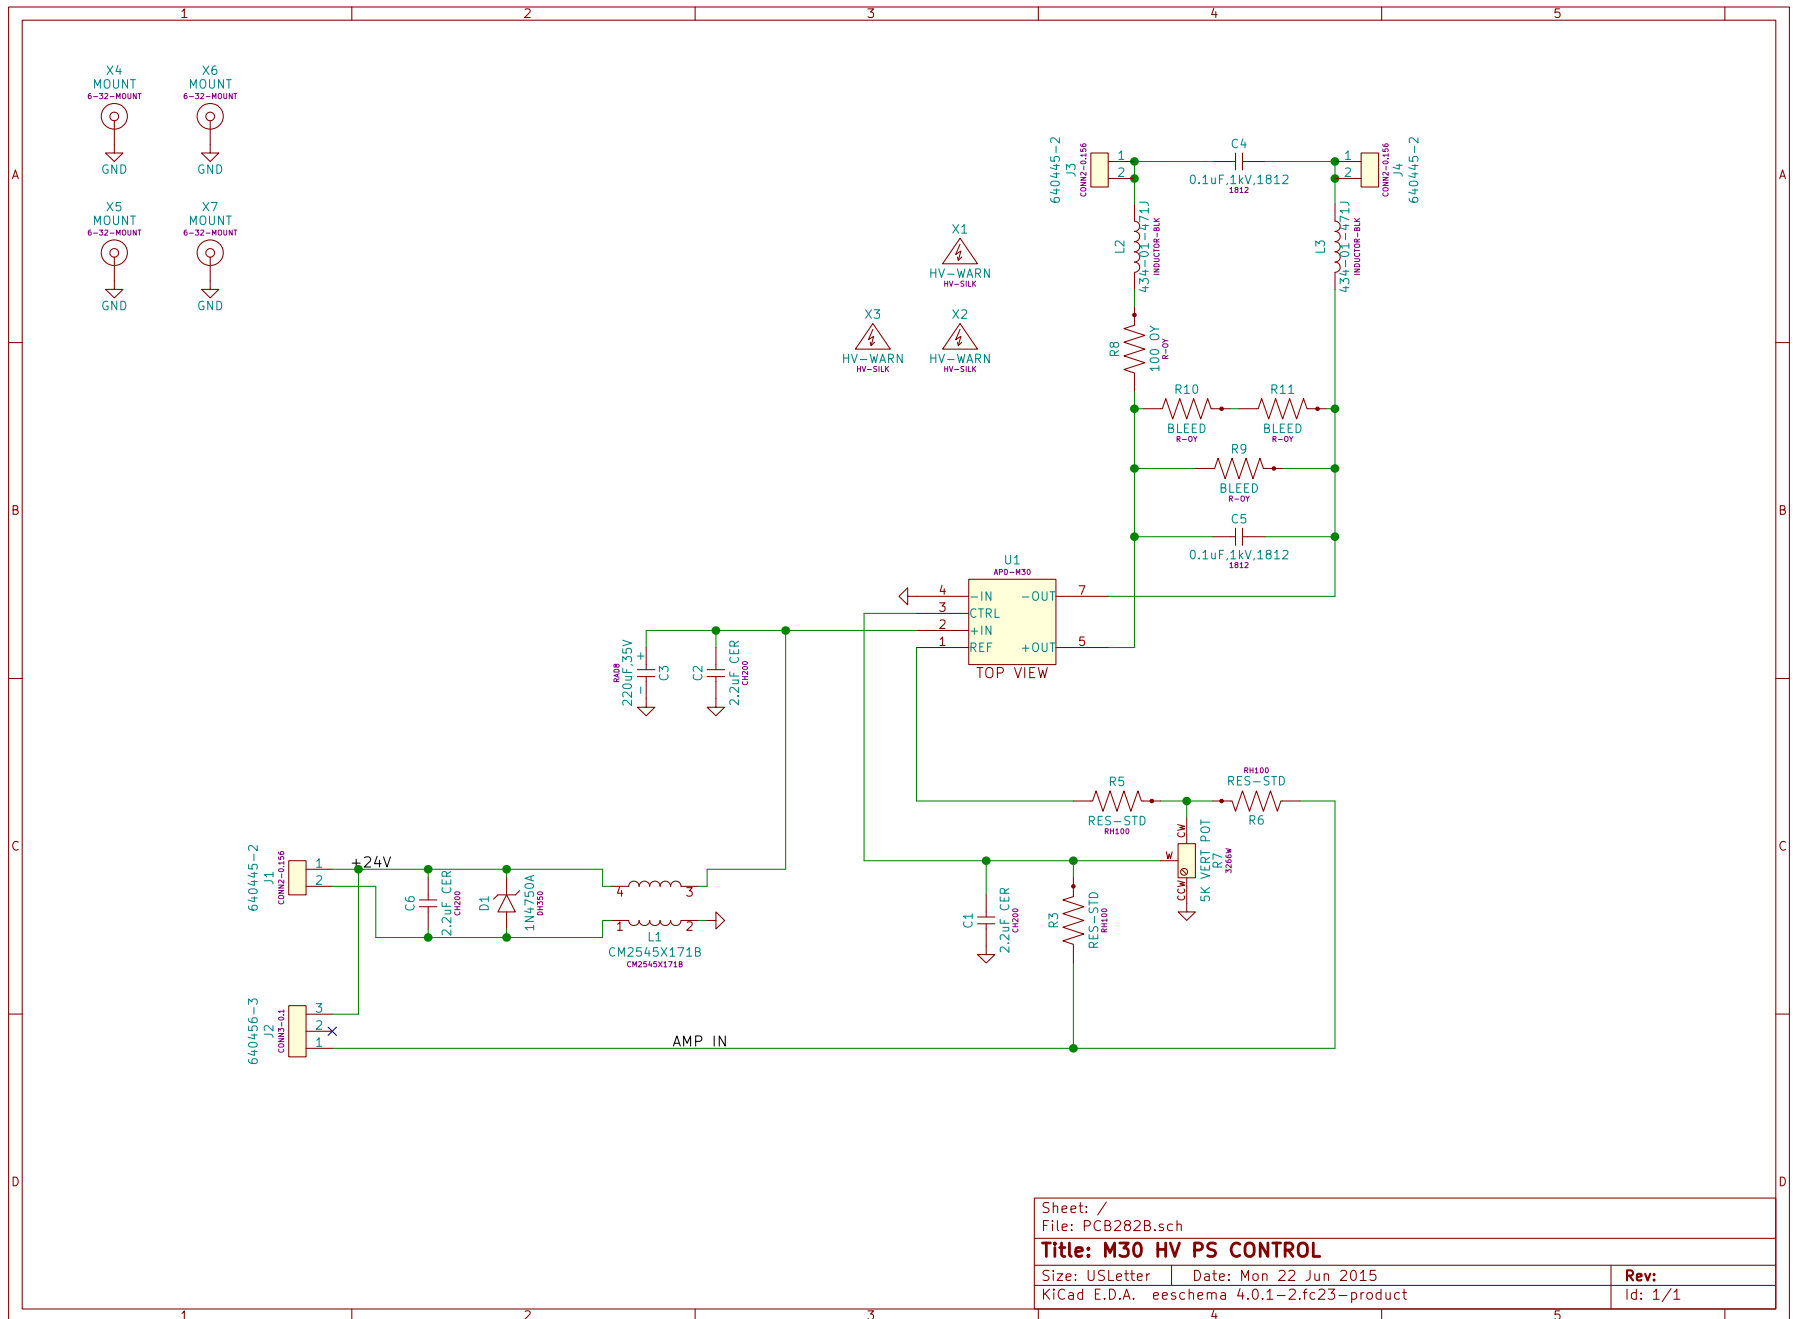 1 2 3 4 5
A
B
C
D
A
B
C
D
X4
MOUNT
6-32-MOUNT
GND
X6
MOUNT
6-32-MOUNT
GND
X5
MOUNT
6-32-MOUNT
GND
X7
MOUNT
6-32-MOUNT
GND
X1
HV-WARN
HV-SILK
X3
HV-WARN
HV-SILK
X2
HV-WARN
HV-SILK
640445-2
J3
CONN2-0.156
1
2
C4
0.1uF,1kV,1812
1812
1
2
CONN2-0.156
J4
640445-2
L2
434-01-471J
INDUCTOR-BLK
L3
434-01-471J
INDUCTOR-BLK
R8
100 OY
R-OY
R10
BLEED
R-OY
R11
BLEED
R-OY
R9
BLEED
R-OY
C5
0.1uF,1kV,1812
1812
U1
APD-M30
4 -IN -OUT 7
3 CTRL
2 +IN
1 REF +OUT 5
TOP VIEW
RAD8
220uF,35V
+
-
C3
C2
2.2uF CER
CH200
R5
RES-STD
RH100
RH100
RES-STD
R6
CW
W
CCW
5K VERT POT
R7
3266W
C1
2.2uF CER
CH200
R3
RES-STD
RH100
640445-2
J1
CONN2-0.156
1
2
+24V
C6
2.2uF CER
CH200
D1
1N4750A
DH350
4 3
1 2
L1
CM2545X171B
CM2545X171B
640456-3
J2
CONN3-0.1
3
2
1
AMP IN
Sheet: /
File: PCB282B.sch
Title: M30 HV PS CONTROL
Size: USLetter Date: Mon 22 Jun 2015 Rev:
KiCad E.D.A. eeschema 4.0.1-2.fc23-product Id: 1/1
1 2 3 4 5